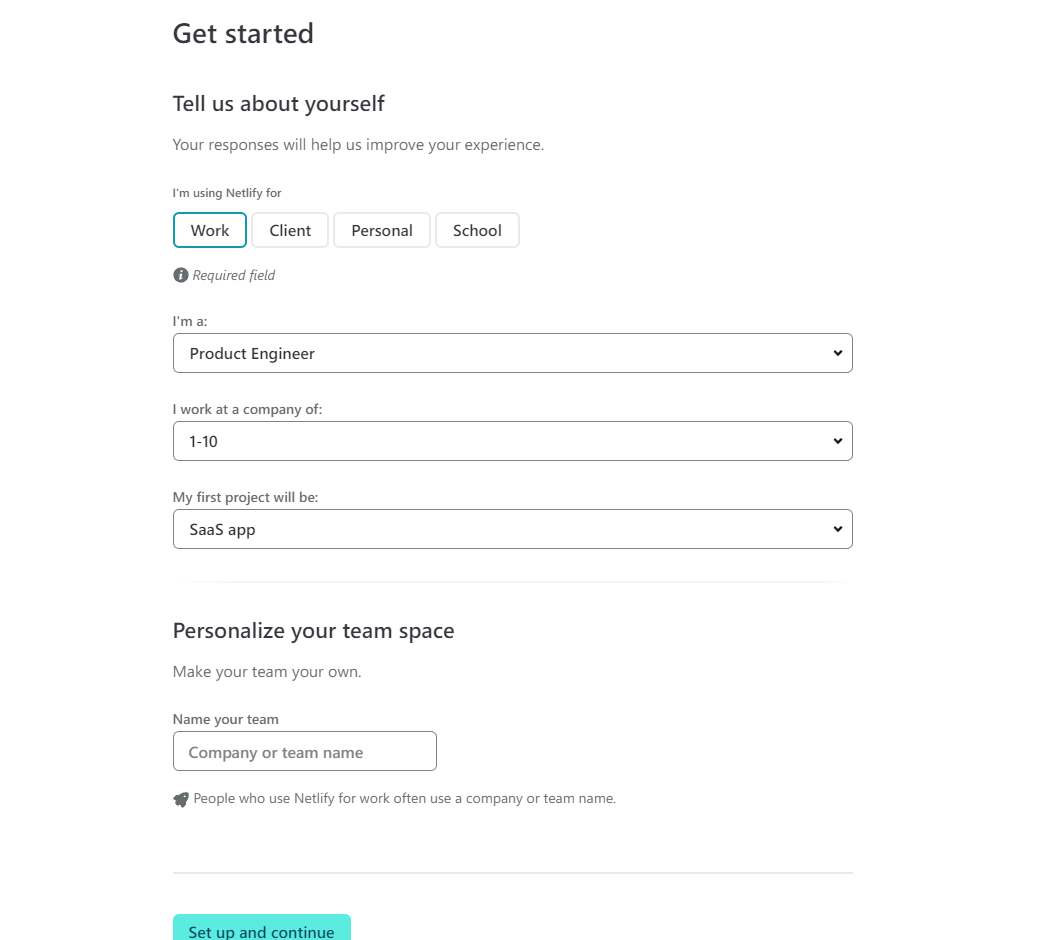 Get started
Tell us about yourself
Your responses will help us improve your experience.
I'm using Netlify for
Work Client Personal School
Required field
I'm a:
Product Engineer
I work at a company of:
1-10
My first project will be:
SaaS app
Personalize your team space
Make your team your own.
Name your team
Company or team name
People who use Netlify for work often use a company or team name.
Set up and continue